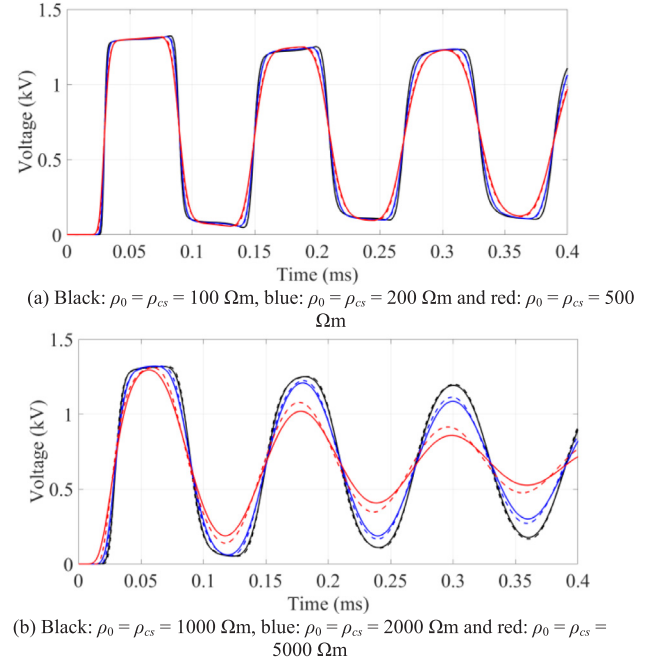 1.5
1
0.5
0
Voltage (kV)
0 0.05 0.1 0.15 0.2 0.25 0.3 0.35 0.4
Time (ms)
(a) Black: ρ0 = ρcs = 100 Ωm, blue: ρ0 = ρcs = 200 Ωm and red: ρ0 = ρcs = 500
Ωm
1.5
1
0.5
0
Voltage (kV)
0 0.05 0.1 0.15 0.2 0.25 0.3 0.35 0.4
Time (ms)
(b) Black: ρ0 = ρcs = 1000 Ωm, blue: ρ0 = ρcs = 2000 Ωm and red: ρ0 = ρcs =
5000 Ωm